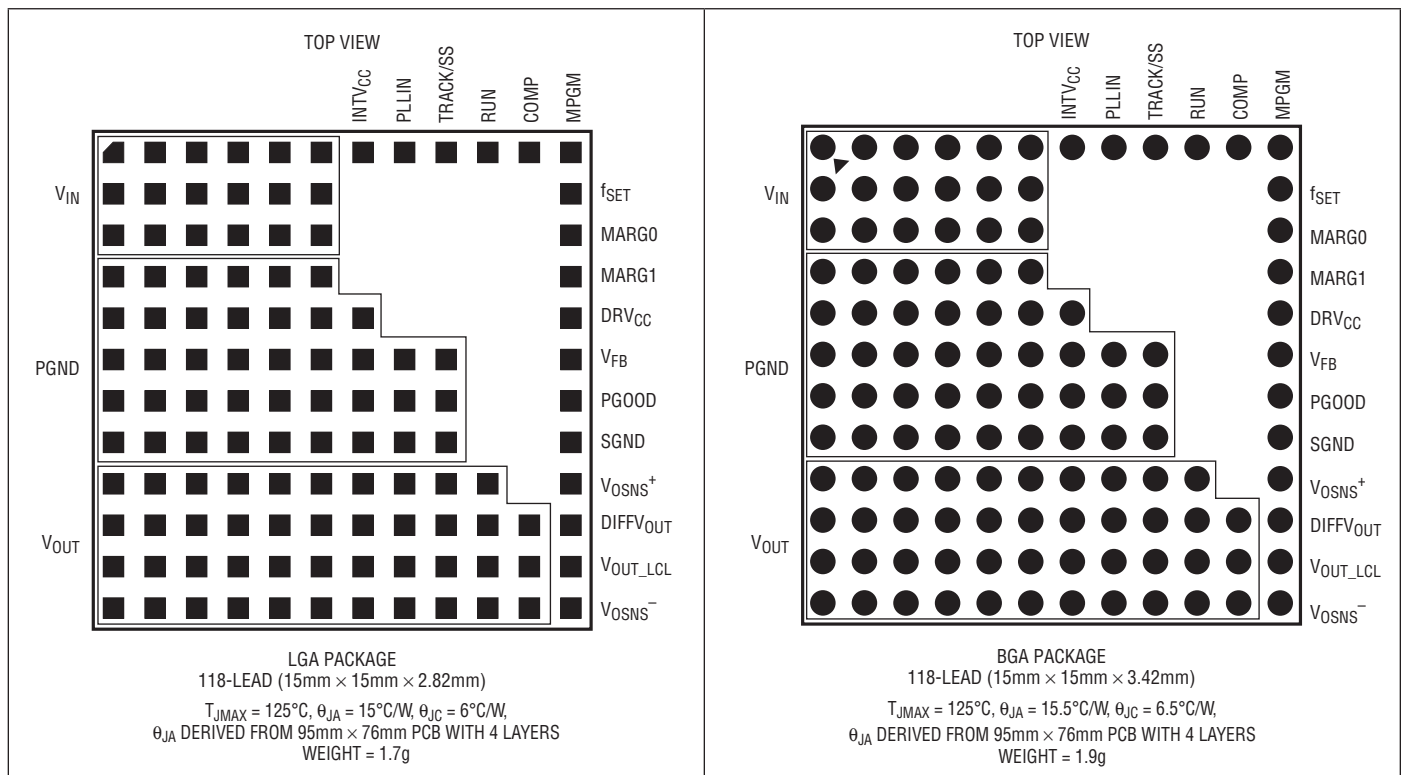 TOP VIEW
INTVCC
PLLIN
TRACK/SS
RUN
COMP
MPGM
VIN
PGND
VOUT
fSET
MARG0
MARG1
DRVCC
VFB
PGOOD
SGND
VOSNS+
DIFFVOUT
VOUT_LCL
VOSNS–
LGA PACKAGE
118-LEAD (15mm × 15mm × 2.82mm)
TJMAX = 125°C, θJA = 15°C/W, θJC = 6°C/W,
θJA DERIVED FROM 95mm × 76mm PCB WITH 4 LAYERS
WEIGHT = 1.7g
TOP VIEW
INTVCC
PLLIN
TRACK/SS
RUN
COMP
MPGM
VIN
PGND
VOUT
fSET
MARG0
MARG1
DRVCC
VFB
PGOOD
SGND
VOSNS+
DIFFVOUT
VOUT_LCL
VOSNS–
BGA PACKAGE
118-LEAD (15mm × 15mm × 3.42mm)
TJMAX = 125°C, θJA = 15.5°C/W, θJC = 6.5°C/W,
θJA DERIVED FROM 95mm × 76mm PCB WITH 4 LAYERS
WEIGHT = 1.9g